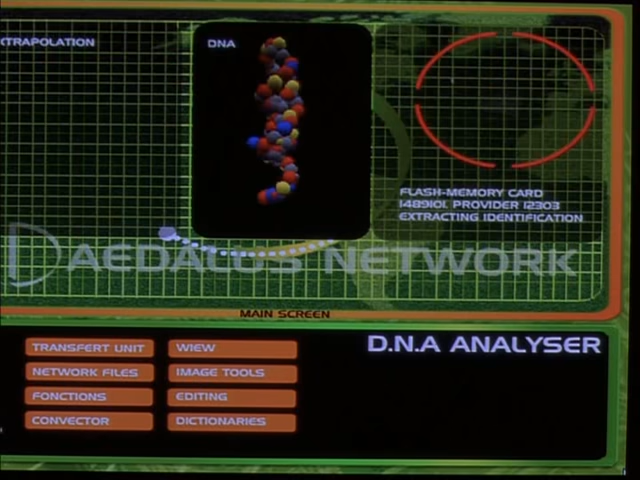 XTRAPOLATION
DNA
FLASH-MEMORY CARD
1489101. PROVIDER 12303
EXTRACTING IDENTIFICATION
DAEDALUS NETWORK
MAIN SCREEN
D.N.A ANALYSER
TRANSFERT UNIT
WIEW
NETWORK FILES
IMAGE TOOLS
FONCTIONS
EDITING
CONVECTOR
DICTIONARIES